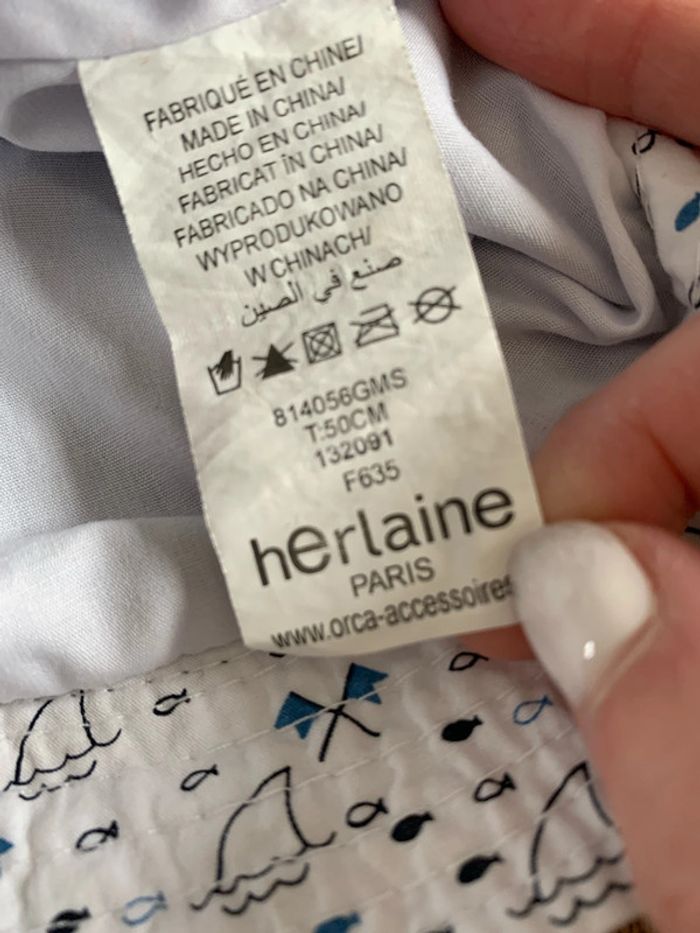 FABRIQUÉ EN CHINE/
MADE IN CHINA/
HECHO EN CHINA/
FABRICAT ÎN CHINA/
FABRICADO NA CHINA/
WYPRODUKOWANO
W CHINACH/
صنع في الصين
814056GMS
T:50CM
132091
F635
herlaine
PARIS
www.orca-accessoires